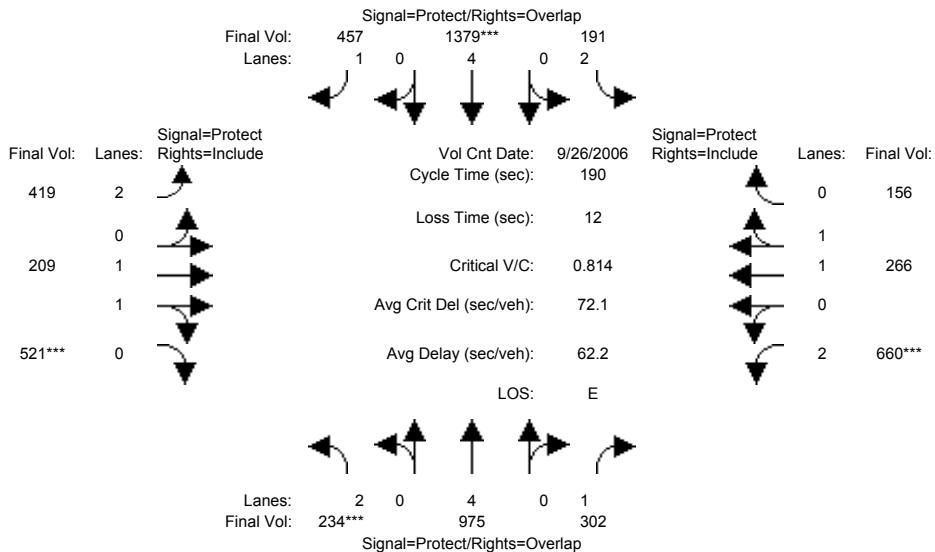 Signal=Protect/Rights=Overlap
Final Vol: 457 1379*** 191
Lanes: 1 0 4 0 2
Signal=Protect Signal=Protect
Final Vol: Lanes: Rights=Include Vol Cnt Date: 9/26/2006 Rights=Include Lanes: Final Vol:
Cycle Time (sec): 190
419 2 0 156
Loss Time (sec): 12
0 1
209 1 Critical V/C: 0.814 1 266
1 Avg Crit Del (sec/veh): 72.1 0
521*** 0 Avg Delay (sec/veh): 62.2 2 660***
LOS: E
Lanes: 2 0 4 0 1
Final Vol: 234*** 975 302
Signal=Protect/Rights=Overlap